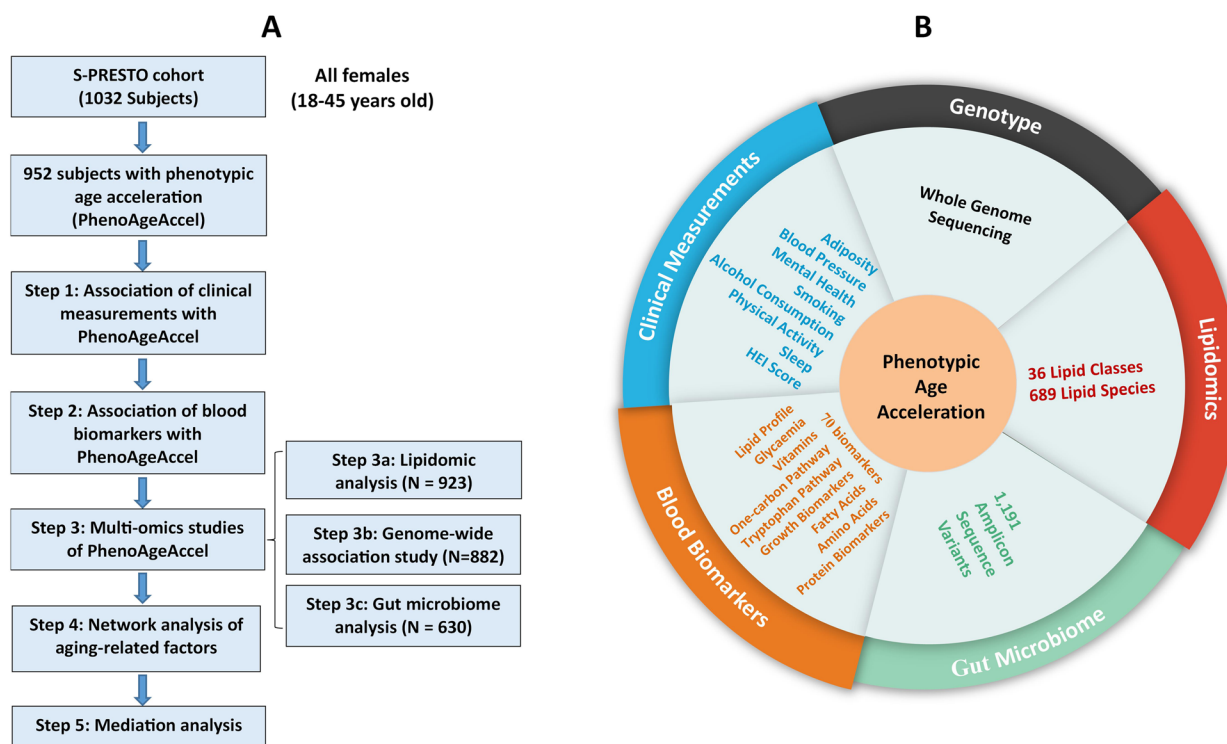 A
S-PRESTO cohort
(1032 Subjects)
All females
(18-45 years old)
952 subjects with phenotypic
age acceleration
(PhenoAgeAccel)
Step 1: Association of clinical
measurements with
PhenoAgeAccel
Step 2: Association of blood
biomarkers with
PhenoAgeAccel
Step 3: Multi-omics studies
of PhenoAgeAccel
Step 3a: Lipidomic
analysis (N = 923)
Step 3b: Genome-wide
association study (N=882)
Step 3c: Gut microbiome
analysis (N = 630)
Step 4: Network analysis of
aging-related factors
Step 5: Mediation analysis
B
Genotype
Whole Genome
Sequencing
Lipidomics
36 Lipid Classes
689 Lipid Species
Gut Microbiome
1,191
Amplicon
Sequence
Variants
Blood Biomarkers
70 biomarkers
Lipid Profile
Glycaemia
Vitamins
One-carbon Pathway
Tryptophan Pathway
Growth Biomarkers
Fatty Acids
Amino Acids
Protein Biomarkers
Clinical Measurements
Adiposity
Blood Pressure
Mental Health
Smoking
Alcohol Consumption
Physical Activity
Sleep
HEI Score
Phenotypic
Age
Acceleration